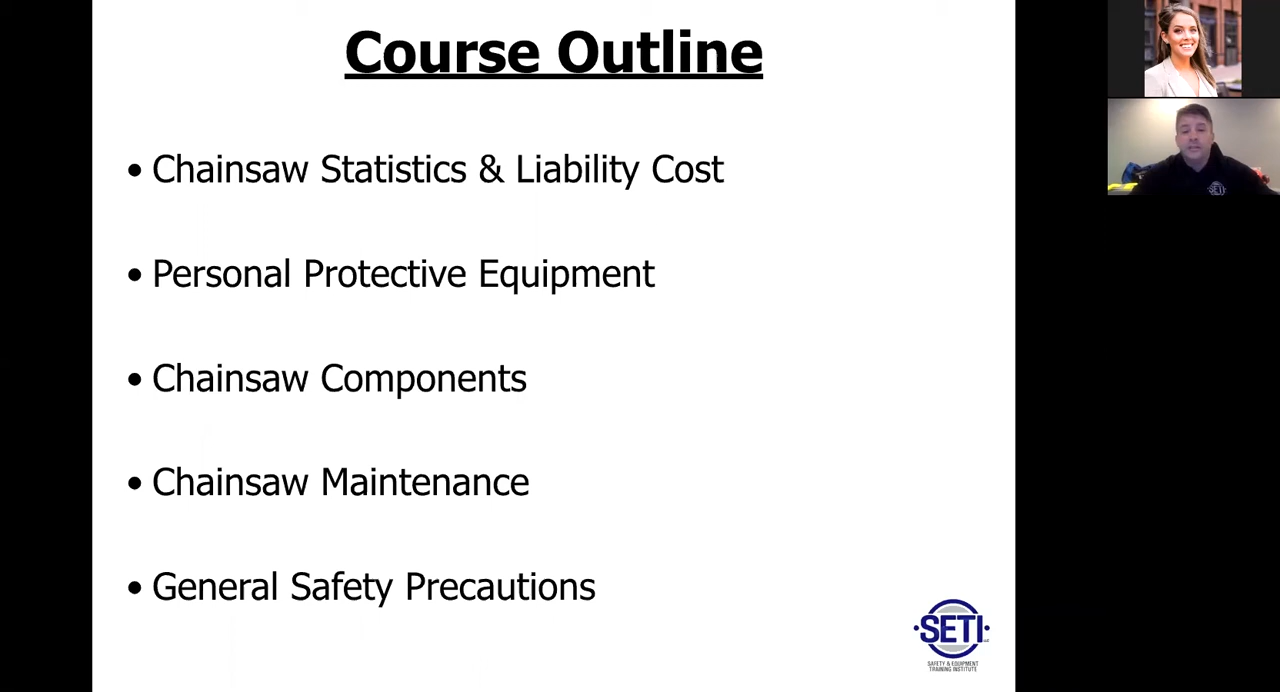 Course Outline
• Chainsaw Statistics & Liability Cost
• Personal Protective Equipment
• Chainsaw Components
• Chainsaw Maintenance
• General Safety Precautions
SETI
SAFETY & EQUIPMENT
TRAINING INSTITUTE
SETI